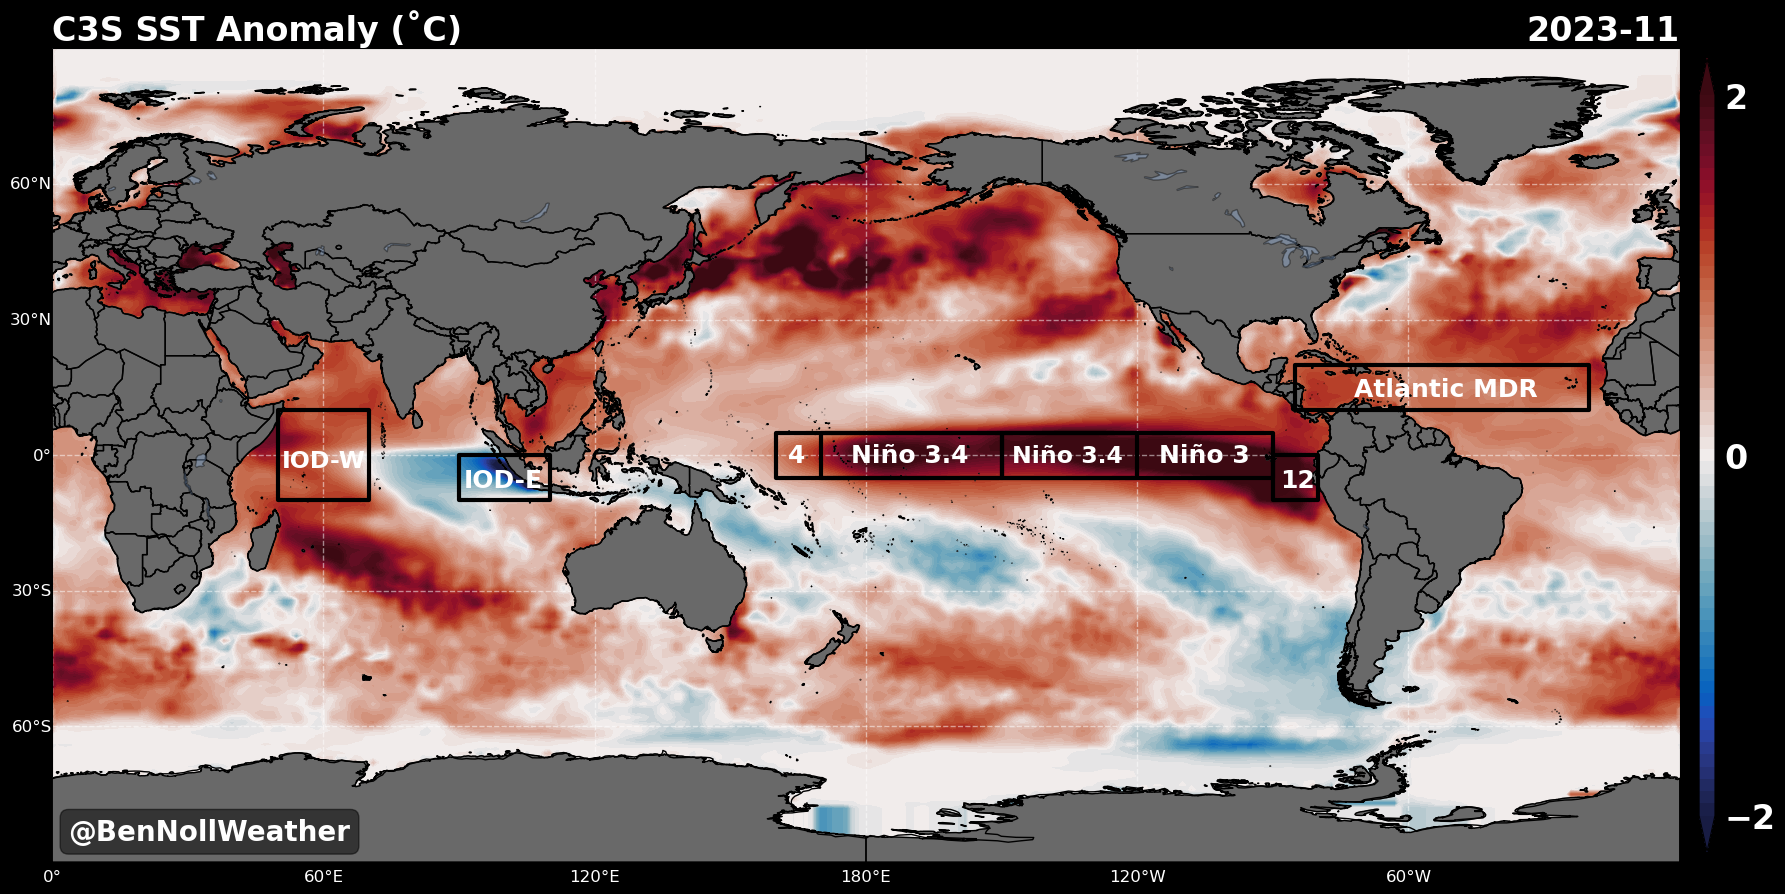 C3S SST Anomaly (˚C) 2023-11
2
60°N
30°N
Atlantic MDR
0°
IOD-W
IOD-E
4
Niño 3.4
Niño 3.4
Niño 3
12
0
30°S
60°S
−2
@BenNollWeather
0° 60°E 120°E 180°E 120°W 60°W